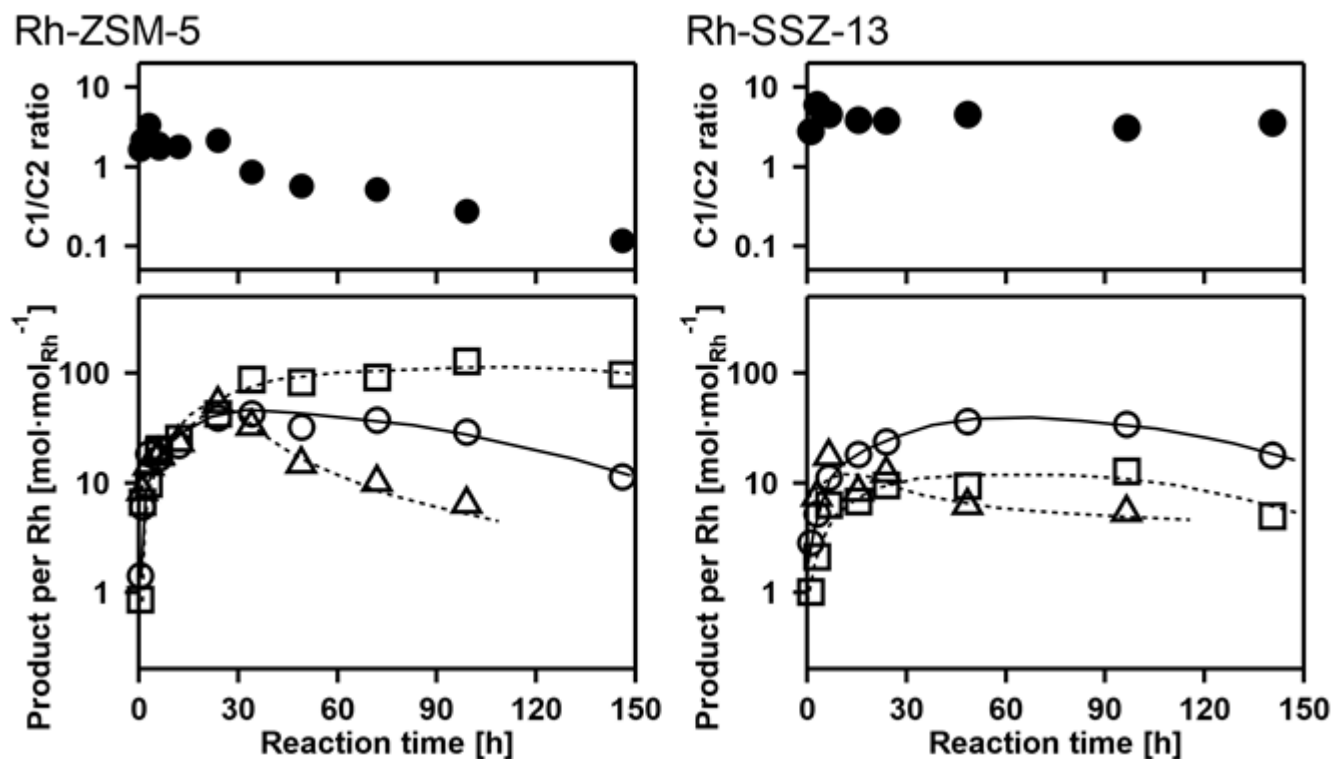 Rh-ZSM-5
C1/C2 ratio
10
1
0.1
Product per Rh [mol·mol_Rh^-1]
100
10
1
0 30 60 90 120 150
Reaction time [h]
Rh-SSZ-13
C1/C2 ratio
10
1
0.1
Product per Rh [mol·mol_Rh^-1]
100
10
1
0 30 60 90 120 150
Reaction time [h]